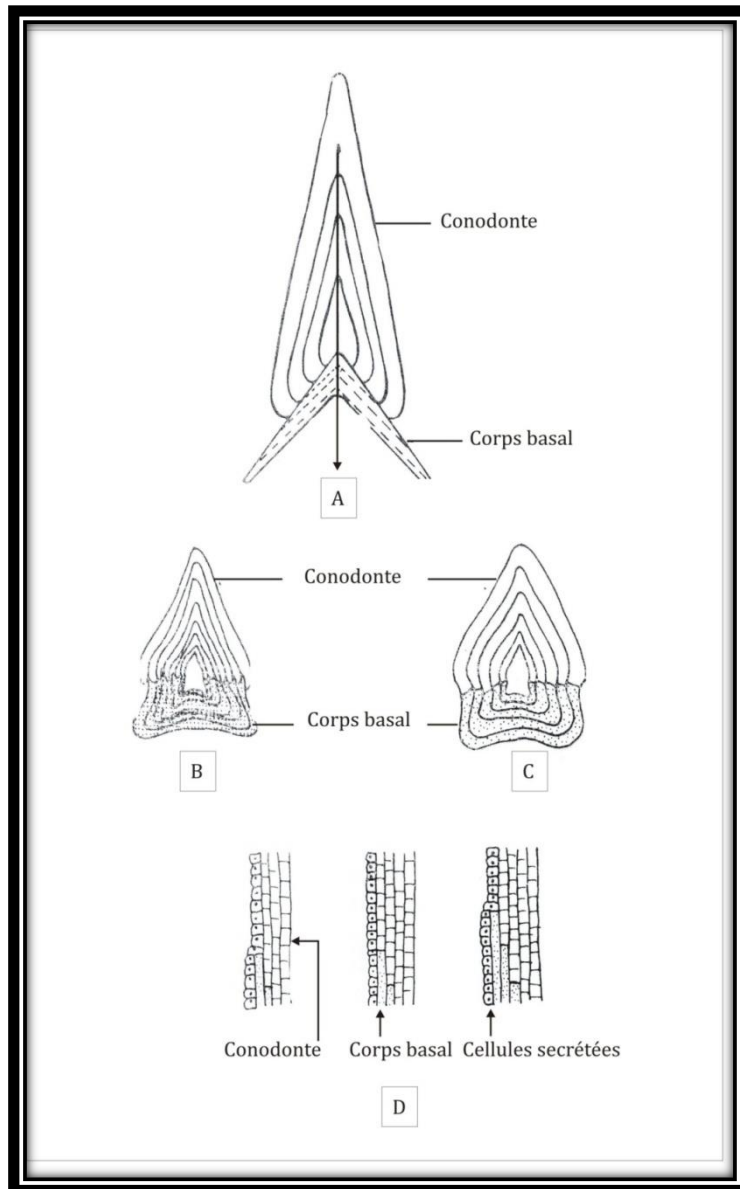 Conodonte
Corps basal
A
Conodonte
Corps basal
B
C
Conodonte Corps basal Cellules secrétées
D